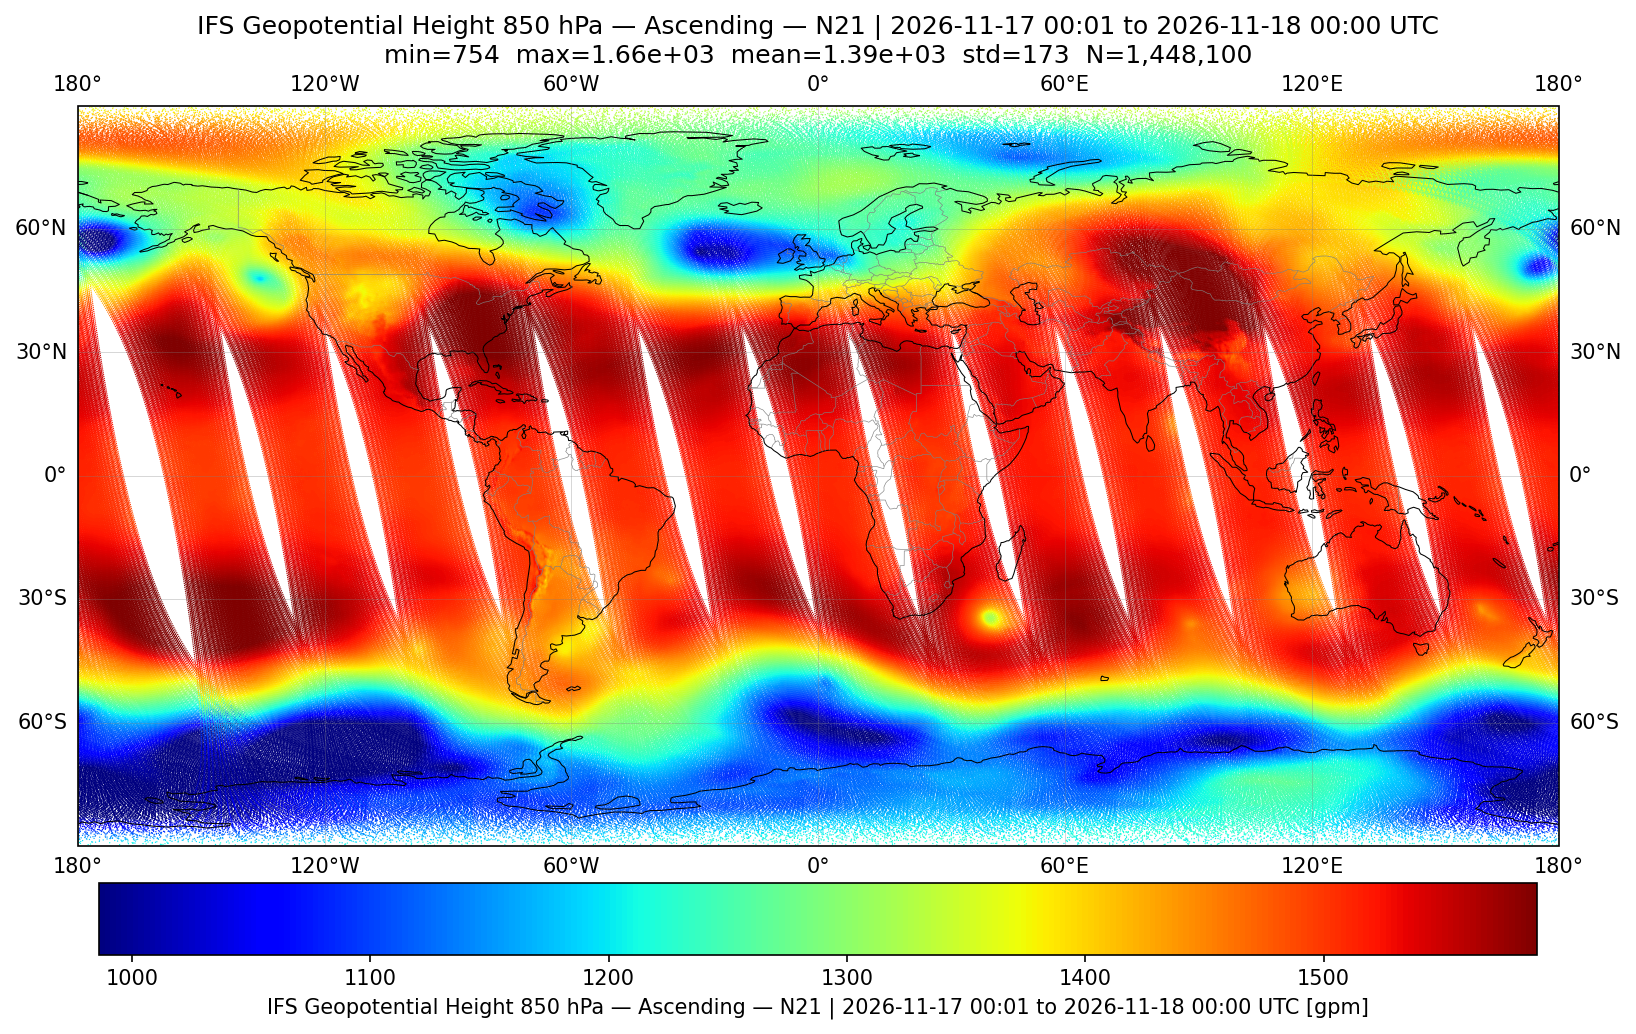 IFS Geopotential Height 850 hPa — Ascending — N21 | 2026-11-17 00:01 to 2026-11-18 00:00 UTC
min=754  max=1.66e+03  mean=1.39e+03  std=173  N=1,448,100
180° 120°W 60°W 0° 60°E 120°E 180°
60°N 60°N
30°N 30°N
0° 0°
30°S 30°S
60°S 60°S
180° 120°W 60°W 0° 60°E 120°E 180°
1000 1100 1200 1300 1400 1500
IFS Geopotential Height 850 hPa — Ascending — N21 | 2026-11-17 00:01 to 2026-11-18 00:00 UTC [gpm]